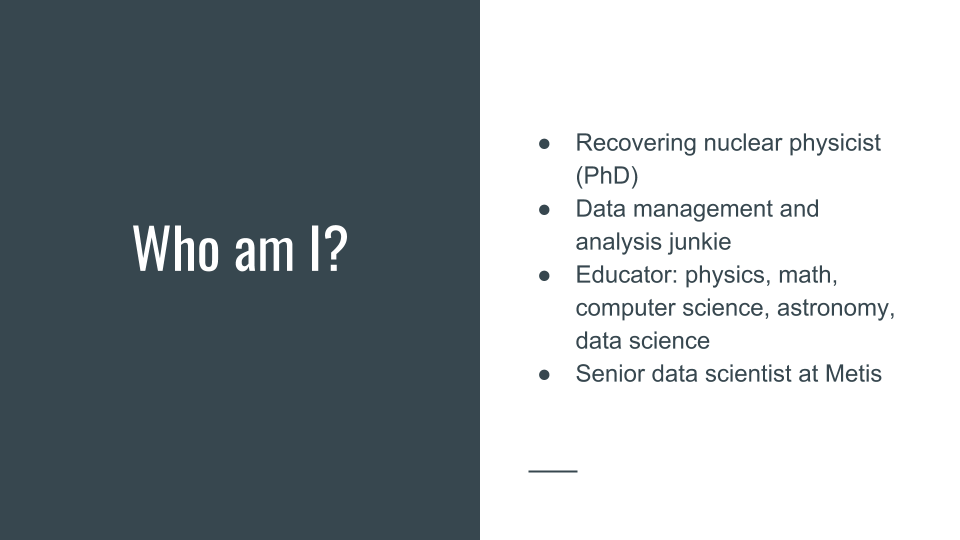 Who am I?
● Recovering nuclear physicist
(PhD)
● Data management and
analysis junkie
● Educator: physics, math,
computer science, astronomy,
data science
● Senior data scientist at Metis